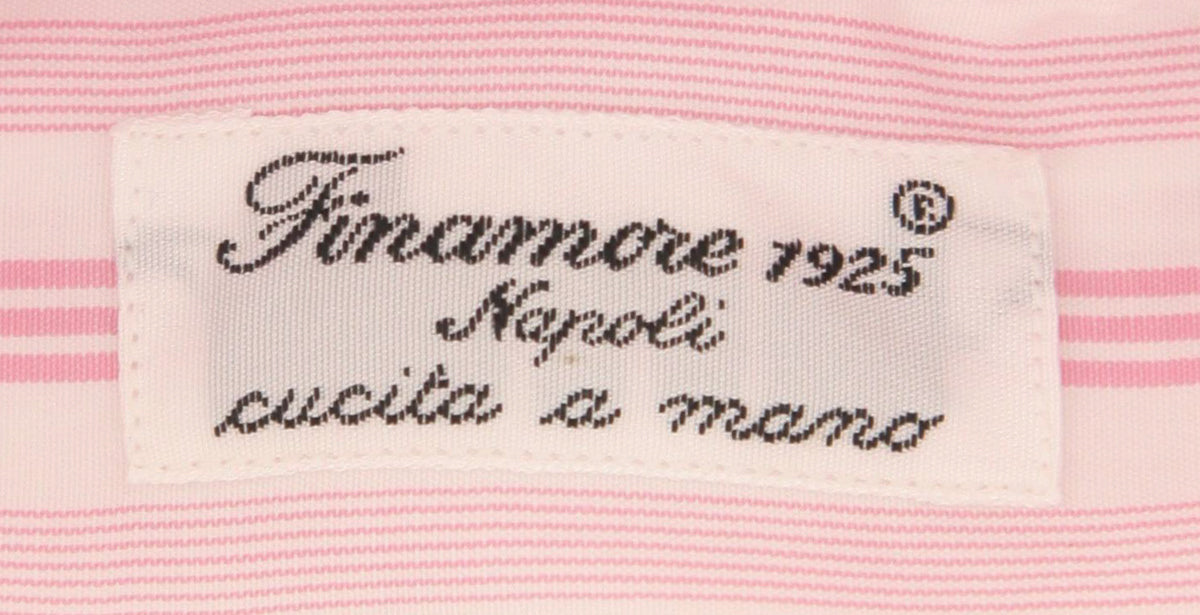 Finamore 1925®
Napoli
cucita a mano